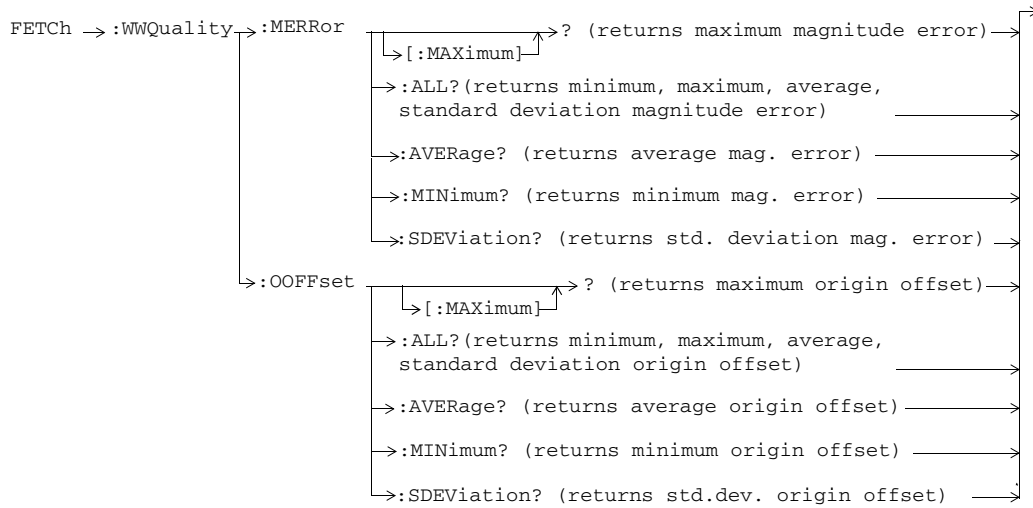 FETCh :WWQuality :MERRor ? (returns maximum magnitude error)
[:MAXimum]
:ALL?(returns minimum, maximum, average,
standard deviation magnitude error)
:AVERage? (returns average mag. error)
:MINimum? (returns minimum mag. error)
:SDEViation? (returns std. deviation mag. error)
:OOFFset ? (returns maximum origin offset)
[:MAXimum]
:ALL?(returns minimum, maximum, average,
standard deviation origin offset)
:AVERage? (returns average origin offset)
:MINimum? (returns minimum origin offset)
:SDEViation? (returns std.dev. origin offset)